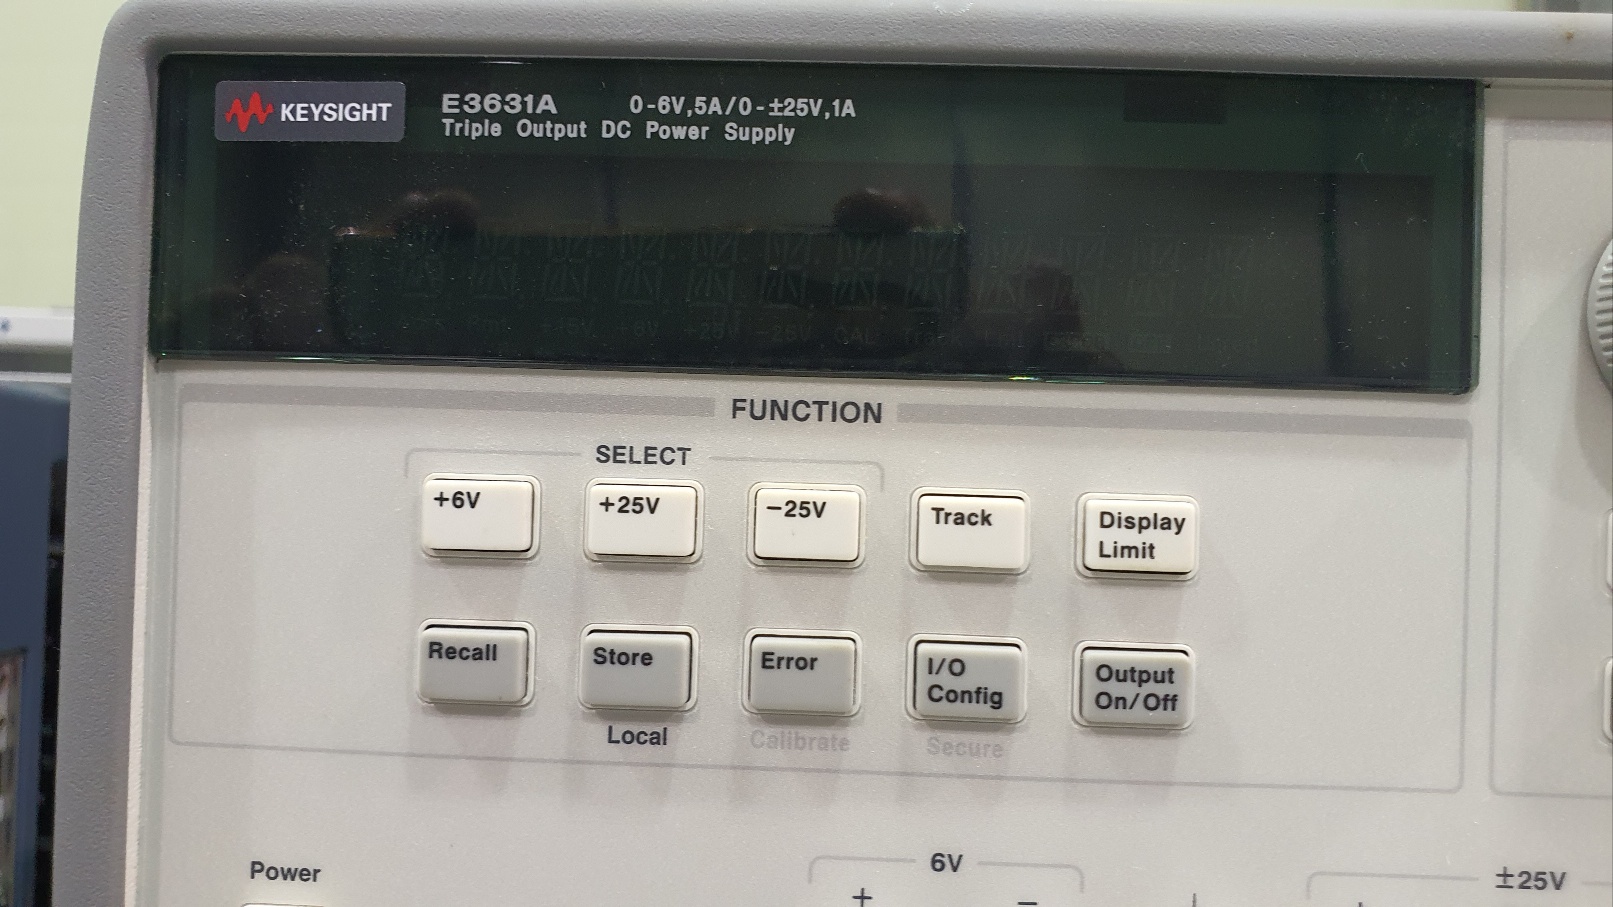 KEYSIGHT
E3631A 0-6V,5A/0-±25V,1A
Triple Output DC Power Supply
FUNCTION
SELECT
+6V +25V -25V Track Display
Limit
Recall Store Error I/O
Config Output
On/Off
Local Calibrate Secure
Power
6V
±25V
+ −